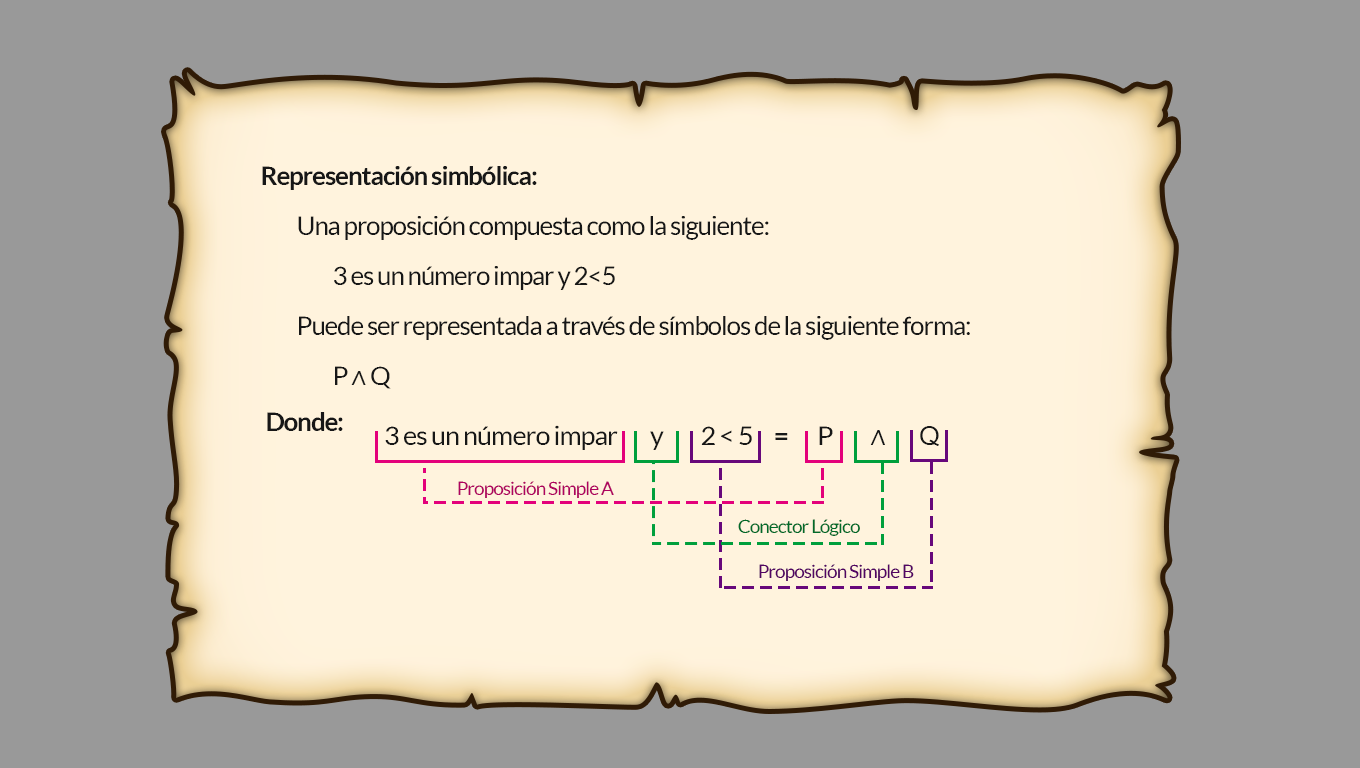 Representación simbólica:
Una proposición compuesta como la siguiente:
3 es un número impar y 2<5
Puede ser representada a través de símbolos de la siguiente forma:
P ∧ Q
Donde:
3 es un número impar y 2 < 5 = P ∧ Q
Proposición Simple A
Conector Lógico
Proposición Simple B